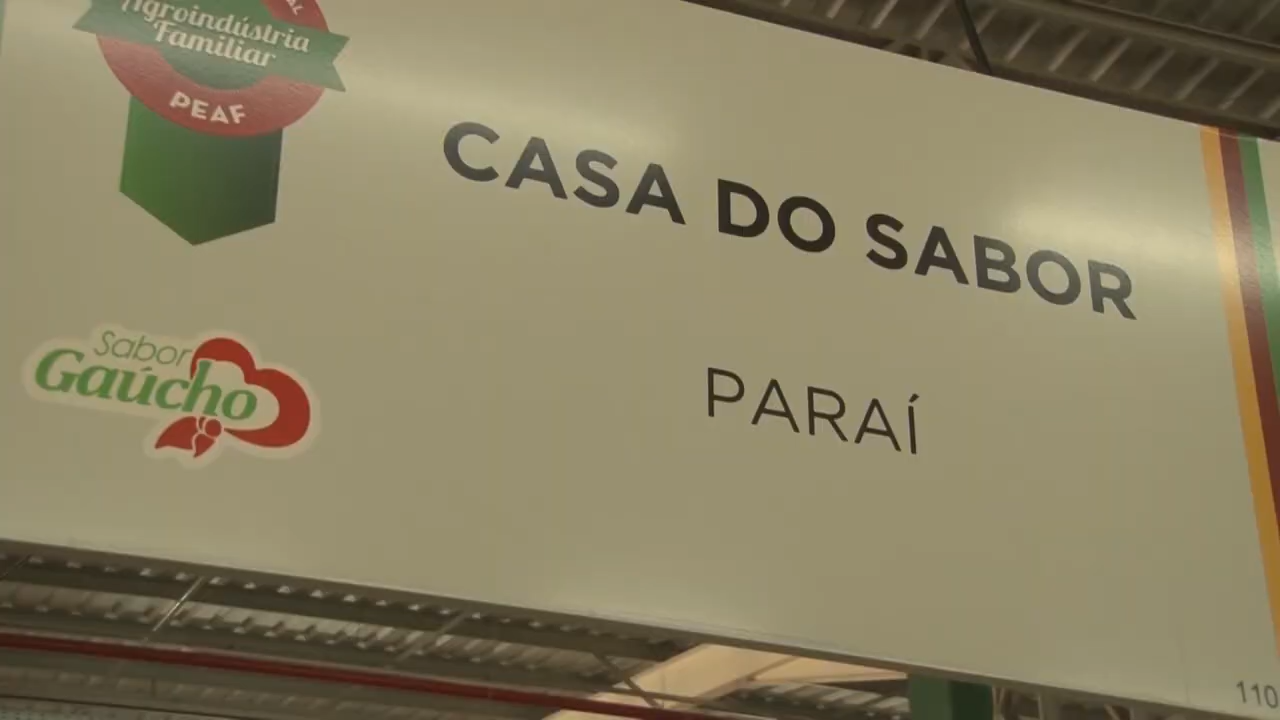 Agroindústria
Familiar
PEAF
CASA DO SABOR
PARAÍ
Sabor
Gaúcho
110